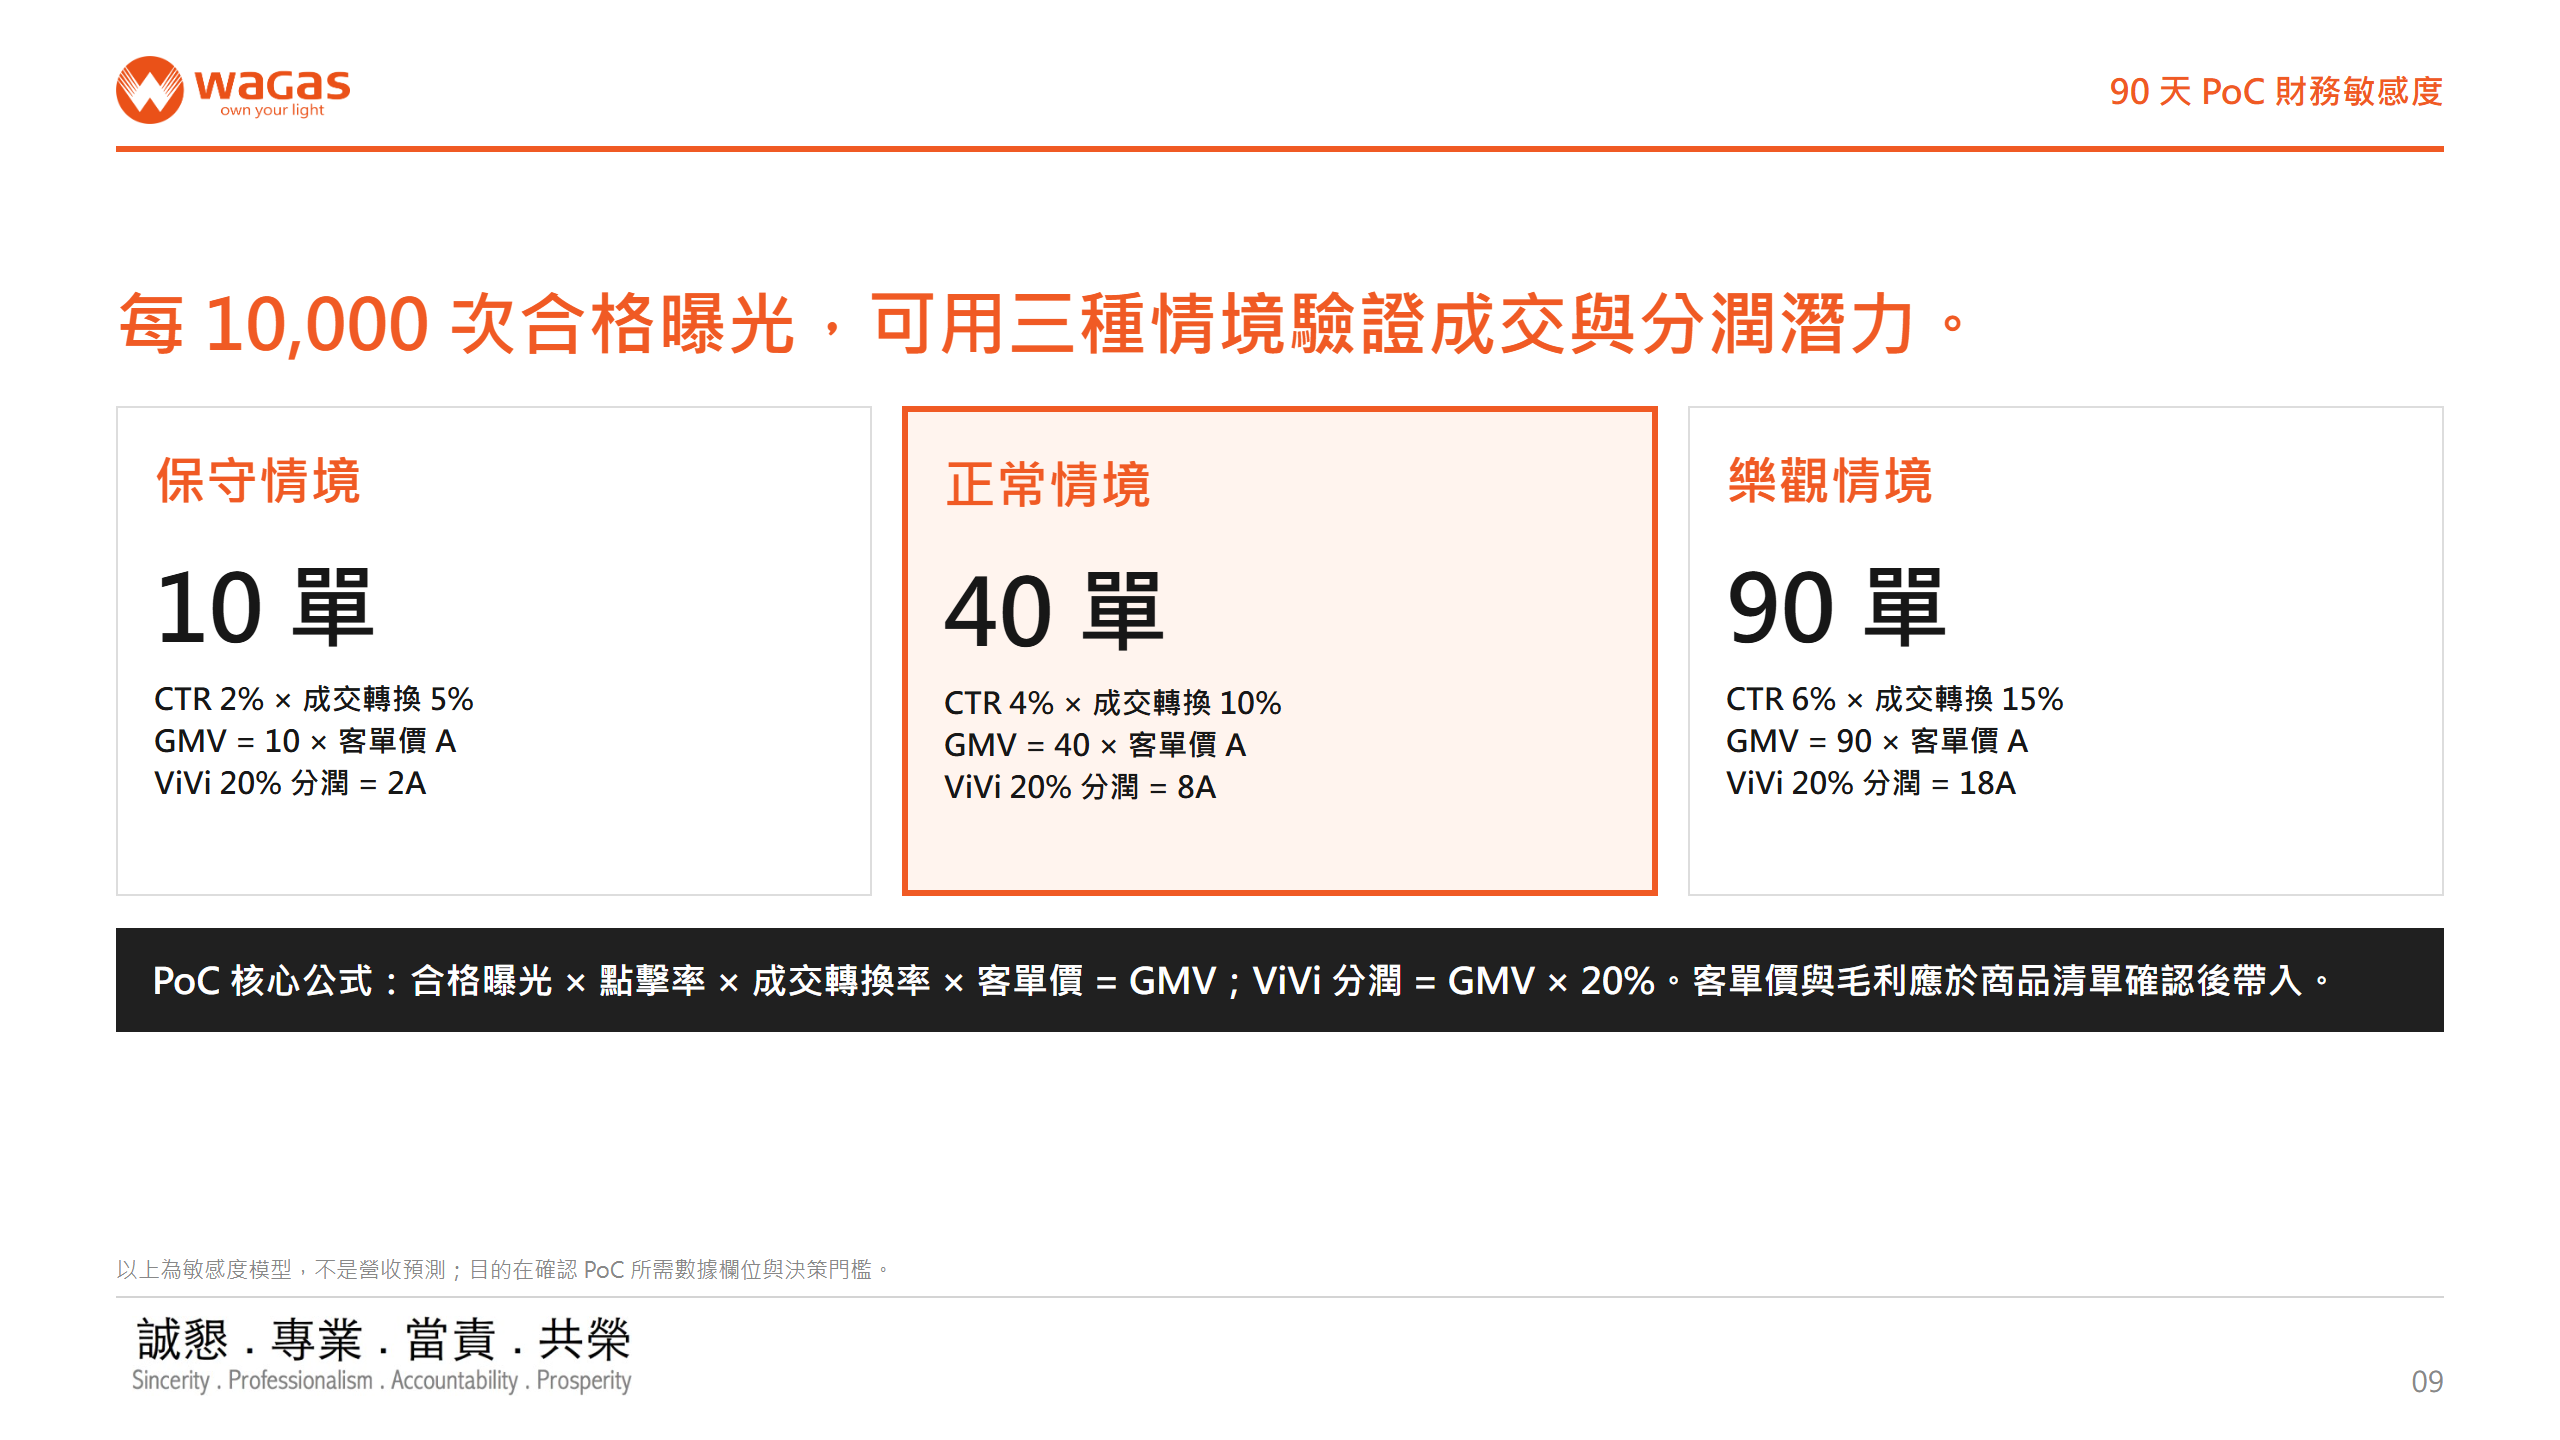 wagas
own your light
90 天 PoC 財務敏感度
每 10,000 次合格曝光，可用三種情境驗證成交與分潤潛力。
保守情境
10 單
CTR 2% × 成交轉換 5%
GMV = 10 × 客單價 A
ViVi 20% 分潤 = 2A
正常情境
40 單
CTR 4% × 成交轉換 10%
GMV = 40 × 客單價 A
ViVi 20% 分潤 = 8A
樂觀情境
90 單
CTR 6% × 成交轉換 15%
GMV = 90 × 客單價 A
ViVi 20% 分潤 = 18A
PoC 核心公式：合格曝光 × 點擊率 × 成交轉換率 × 客單價 = GMV；ViVi 分潤 = GMV × 20%。客單價與毛利應於商品清單確認後帶入。
以上為敏感度模型，不是營收預測；目的在確認 PoC 所需數據欄位與決策門檻。
誠懇 . 專業 . 當責 . 共榮
Sincerity . Professionalism . Accountability . Prosperity
09